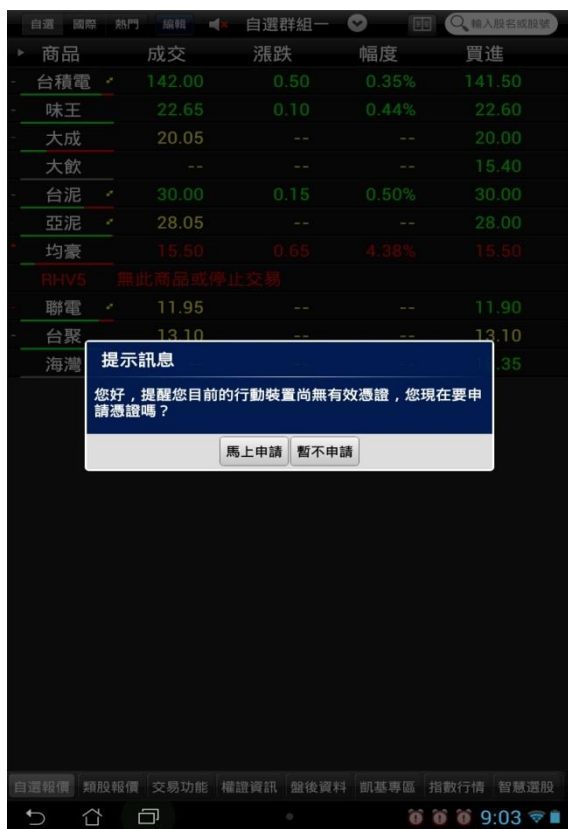 自選 國際 熱門 編輯 自選群組一 輸入股名或股號
商品 成交 漲跌 幅度 買進
台積電 142.00 0.50 0.35% 141.50
味王 22.65 0.10 0.44% 22.60
大成 20.05 -- -- 20.00
大飲 -- -- -- 15.40
台泥 30.00 0.15 0.50% 30.00
亞泥 28.05 -- -- 28.00
均豪 15.50 0.65 4.38% 15.50
RHV5 無此商品或停止交易
聯電 11.95 -- -- 11.90
台聚 13.10 13.10
海灣 .35
提示訊息
您好，提醒您目前的行動裝置尚無有效憑證，您現在要申
請憑證嗎？
馬上申請 暫不申請
自選報價 類股報價 交易功能 權證資訊 盤後資料 凱基專區 指數行情 智慧選股
9:03